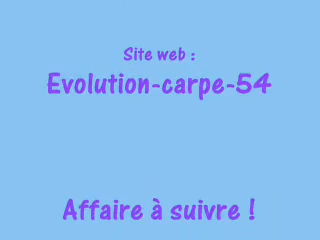 Site web :
Evolution-carpe-54
Affaire à suivre !